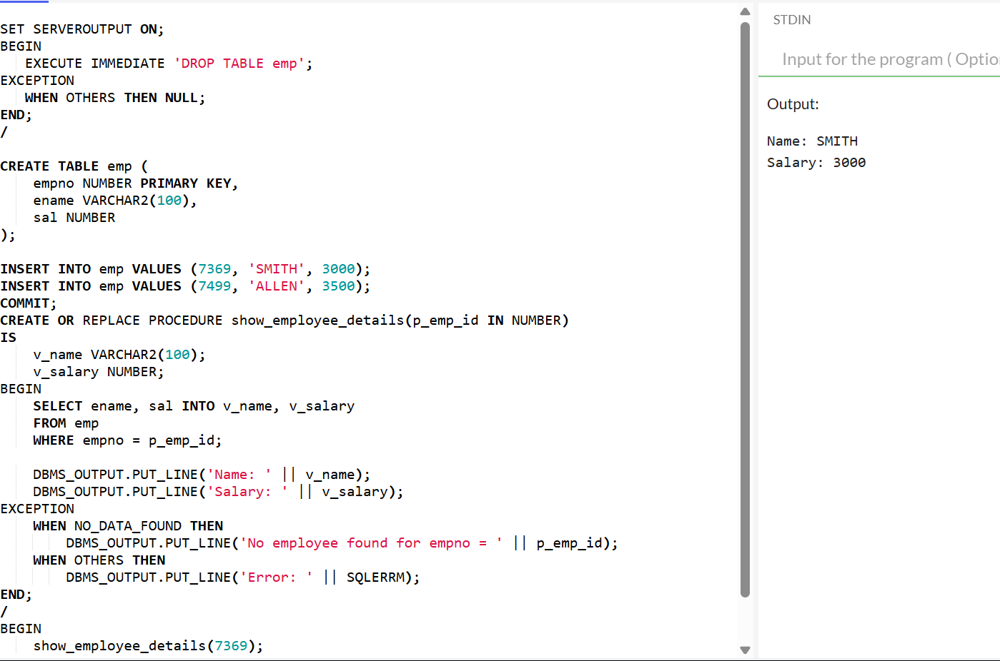 SET SERVEROUTPUT ON;
BEGIN
   EXECUTE IMMEDIATE 'DROP TABLE emp';
EXCEPTION
   WHEN OTHERS THEN NULL;
END;
/

CREATE TABLE emp (
    empno NUMBER PRIMARY KEY,
    ename VARCHAR2(100),
    sal NUMBER
);

INSERT INTO emp VALUES (7369, 'SMITH', 3000);
INSERT INTO emp VALUES (7499, 'ALLEN', 3500);
COMMIT;
CREATE OR REPLACE PROCEDURE show_employee_details(p_emp_id IN NUMBER)
IS
    v_name VARCHAR2(100);
    v_salary NUMBER;
BEGIN
    SELECT ename, sal INTO v_name, v_salary
    FROM emp
    WHERE empno = p_emp_id;

    DBMS_OUTPUT.PUT_LINE('Name: ' || v_name);
    DBMS_OUTPUT.PUT_LINE('Salary: ' || v_salary);
EXCEPTION
    WHEN NO_DATA_FOUND THEN
        DBMS_OUTPUT.PUT_LINE('No employee found for empno = ' || p_emp_id);
    WHEN OTHERS THEN
        DBMS_OUTPUT.PUT_LINE('Error: ' || SQLERRM);
END;
/
BEGIN
    show_employee_details(7369);
STDIN
Input for the program ( Optio
Output:
Name: SMITH
Salary: 3000